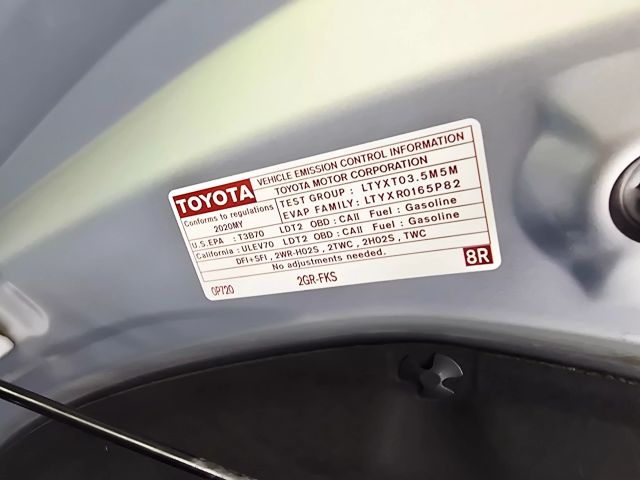 TOYOTA
VEHICLE EMISSION CONTROL INFORMATION
TOYOTA MOTOR CORPORATION
Conforms to regulations
2020MY
TEST GROUP : LTYXT03.5M5M
EVAP FAMILY: LTYXR0165P82
U.S.EPA : T3B70 LDT2 OBD : CAⅡ Fuel : Gasoline
California : ULEV70 LDT2 OBD : CAⅡ Fuel : Gasoline
DFI+SFI , 2WR-HO2S , 2TWC , 2HO2S , TWC
No adjustments needed.
0P720 2GR-FKS 8R